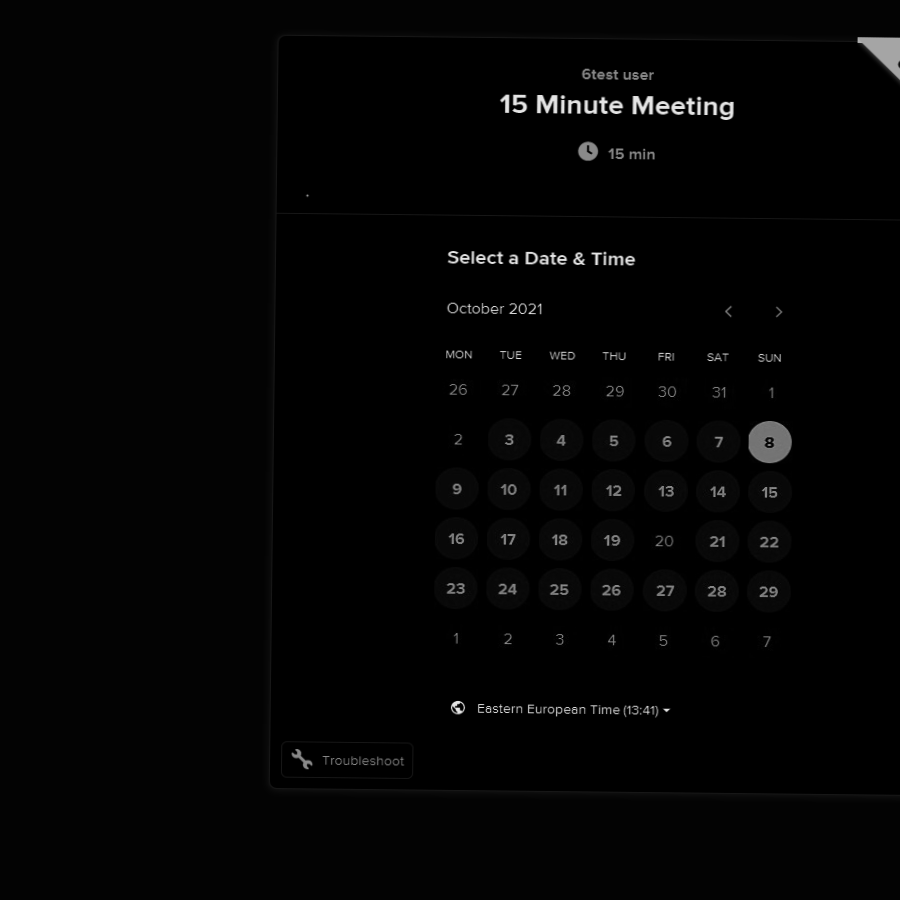 6test user
15 Minute Meeting
15 min
Select a Date & Time
October 2021
MON TUE WED THU FRI SAT SUN
26 27 28 29 30 31 1
2 3 4 5 6 7 8
9 10 11 12 13 14 15
16 17 18 19 20 21 22
23 24 25 26 27 28 29
1 2 3 4 5 6 7
Eastern European Time (13:41)
Troubleshoot